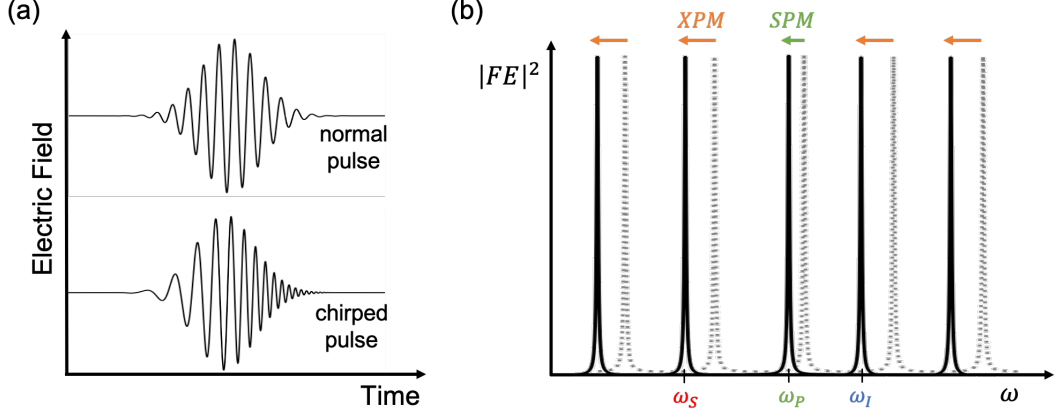 (a)
Electric Field
normal
pulse
chirped
pulse
Time
(b)
XPM
SPM
|FE|²
ω_S
ω_P
ω_I
ω